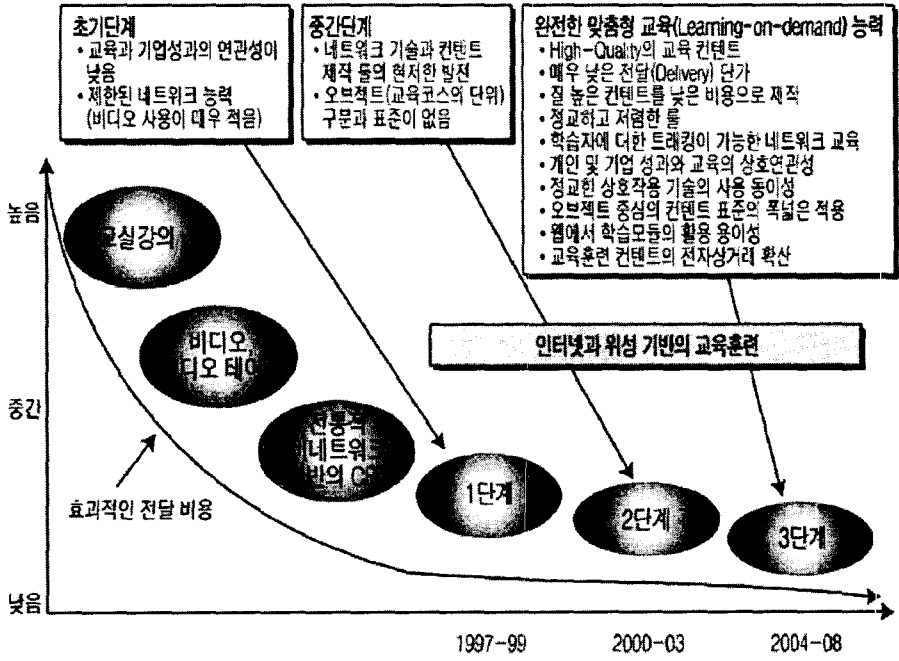 초기단계
• 교육과 기업성과의 연관성이
낮음
• 제한된 네트워크 능력
(비디오 사용이 매우 적음)
중간단계
• 네트워크 기술과 컨텐트
제작 툴의 현저한 발전
• 오브젝트(교육코스의 단위)
구문과 표준이 없음
완전한 맞춤형 교육(Learning-on-demand) 능력
• High-Quality의 교육 컨텐트
• 매우 낮은 전달(Delivery) 단가
• 질 높은 컨텐트를 낮은 비용으로 제작
• 정교하고 저렴한 툴
• 학습자에 대한 트래킹이 가능한 네트워크 교육
• 개인 및 기업 성과와 교육의 상호연관성
• 정교한 상호작용 기술의 사용
• 오브젝트 중심의 컨텐트 표준의 폭넓은 적용
• 웹에서 학습모듈의 활용 용이성
• 교육훈련 컨텐트의 전자상거래 확산
높음
교실강의
비디오,
디오 테이
인터넷과 위성 기반의 교육훈련
중간
전통적
네트워크
반의 CB
1단계
2단계
3단계
효과적인 전달 비용
낮음
1997-99
2000-03
2004-08